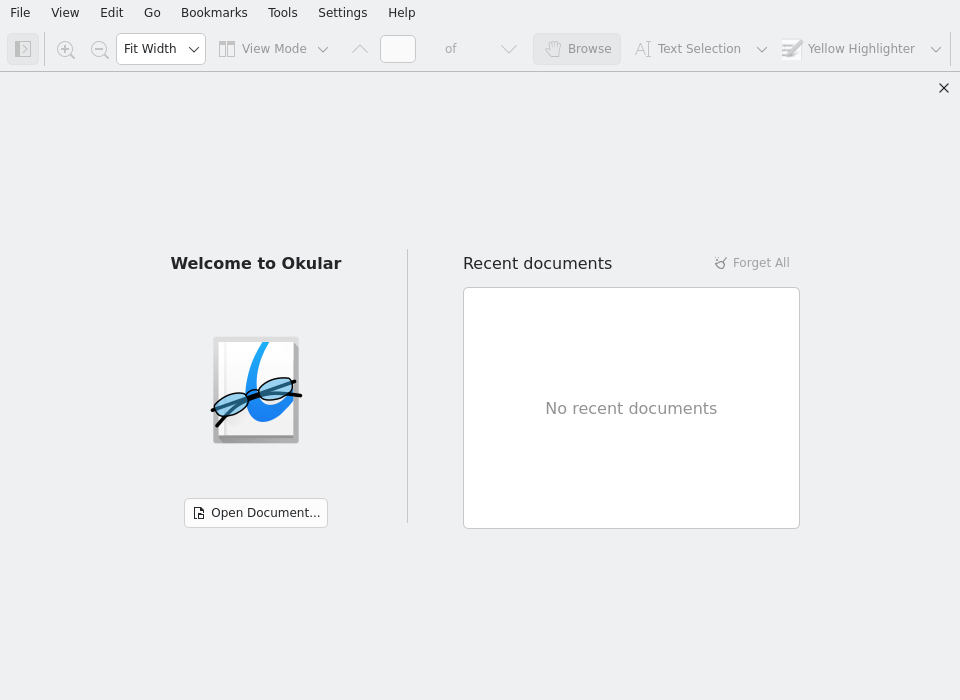 File View Edit Go Bookmarks Tools Settings Help
Fit Width View Mode of Browse Text Selection Yellow Highlighter
Welcome to Okular
Open Document...
Recent documents Forget All
No recent documents